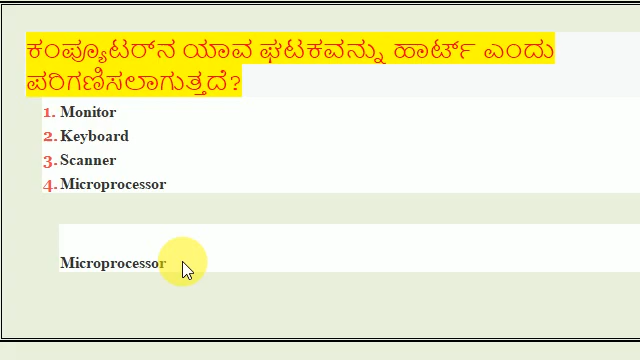 ಕಂಪ್ಯೂಟರ್‌ನ ಯಾವ ಘಟಕವನ್ನು ಹಾರ್ಟ್ ಎಂದು
ಪರಿಗಣಿಸಲಾಗುತ್ತದೆ?
1. Monitor
2. Keyboard
3. Scanner
4. Microprocessor
Microprocessor